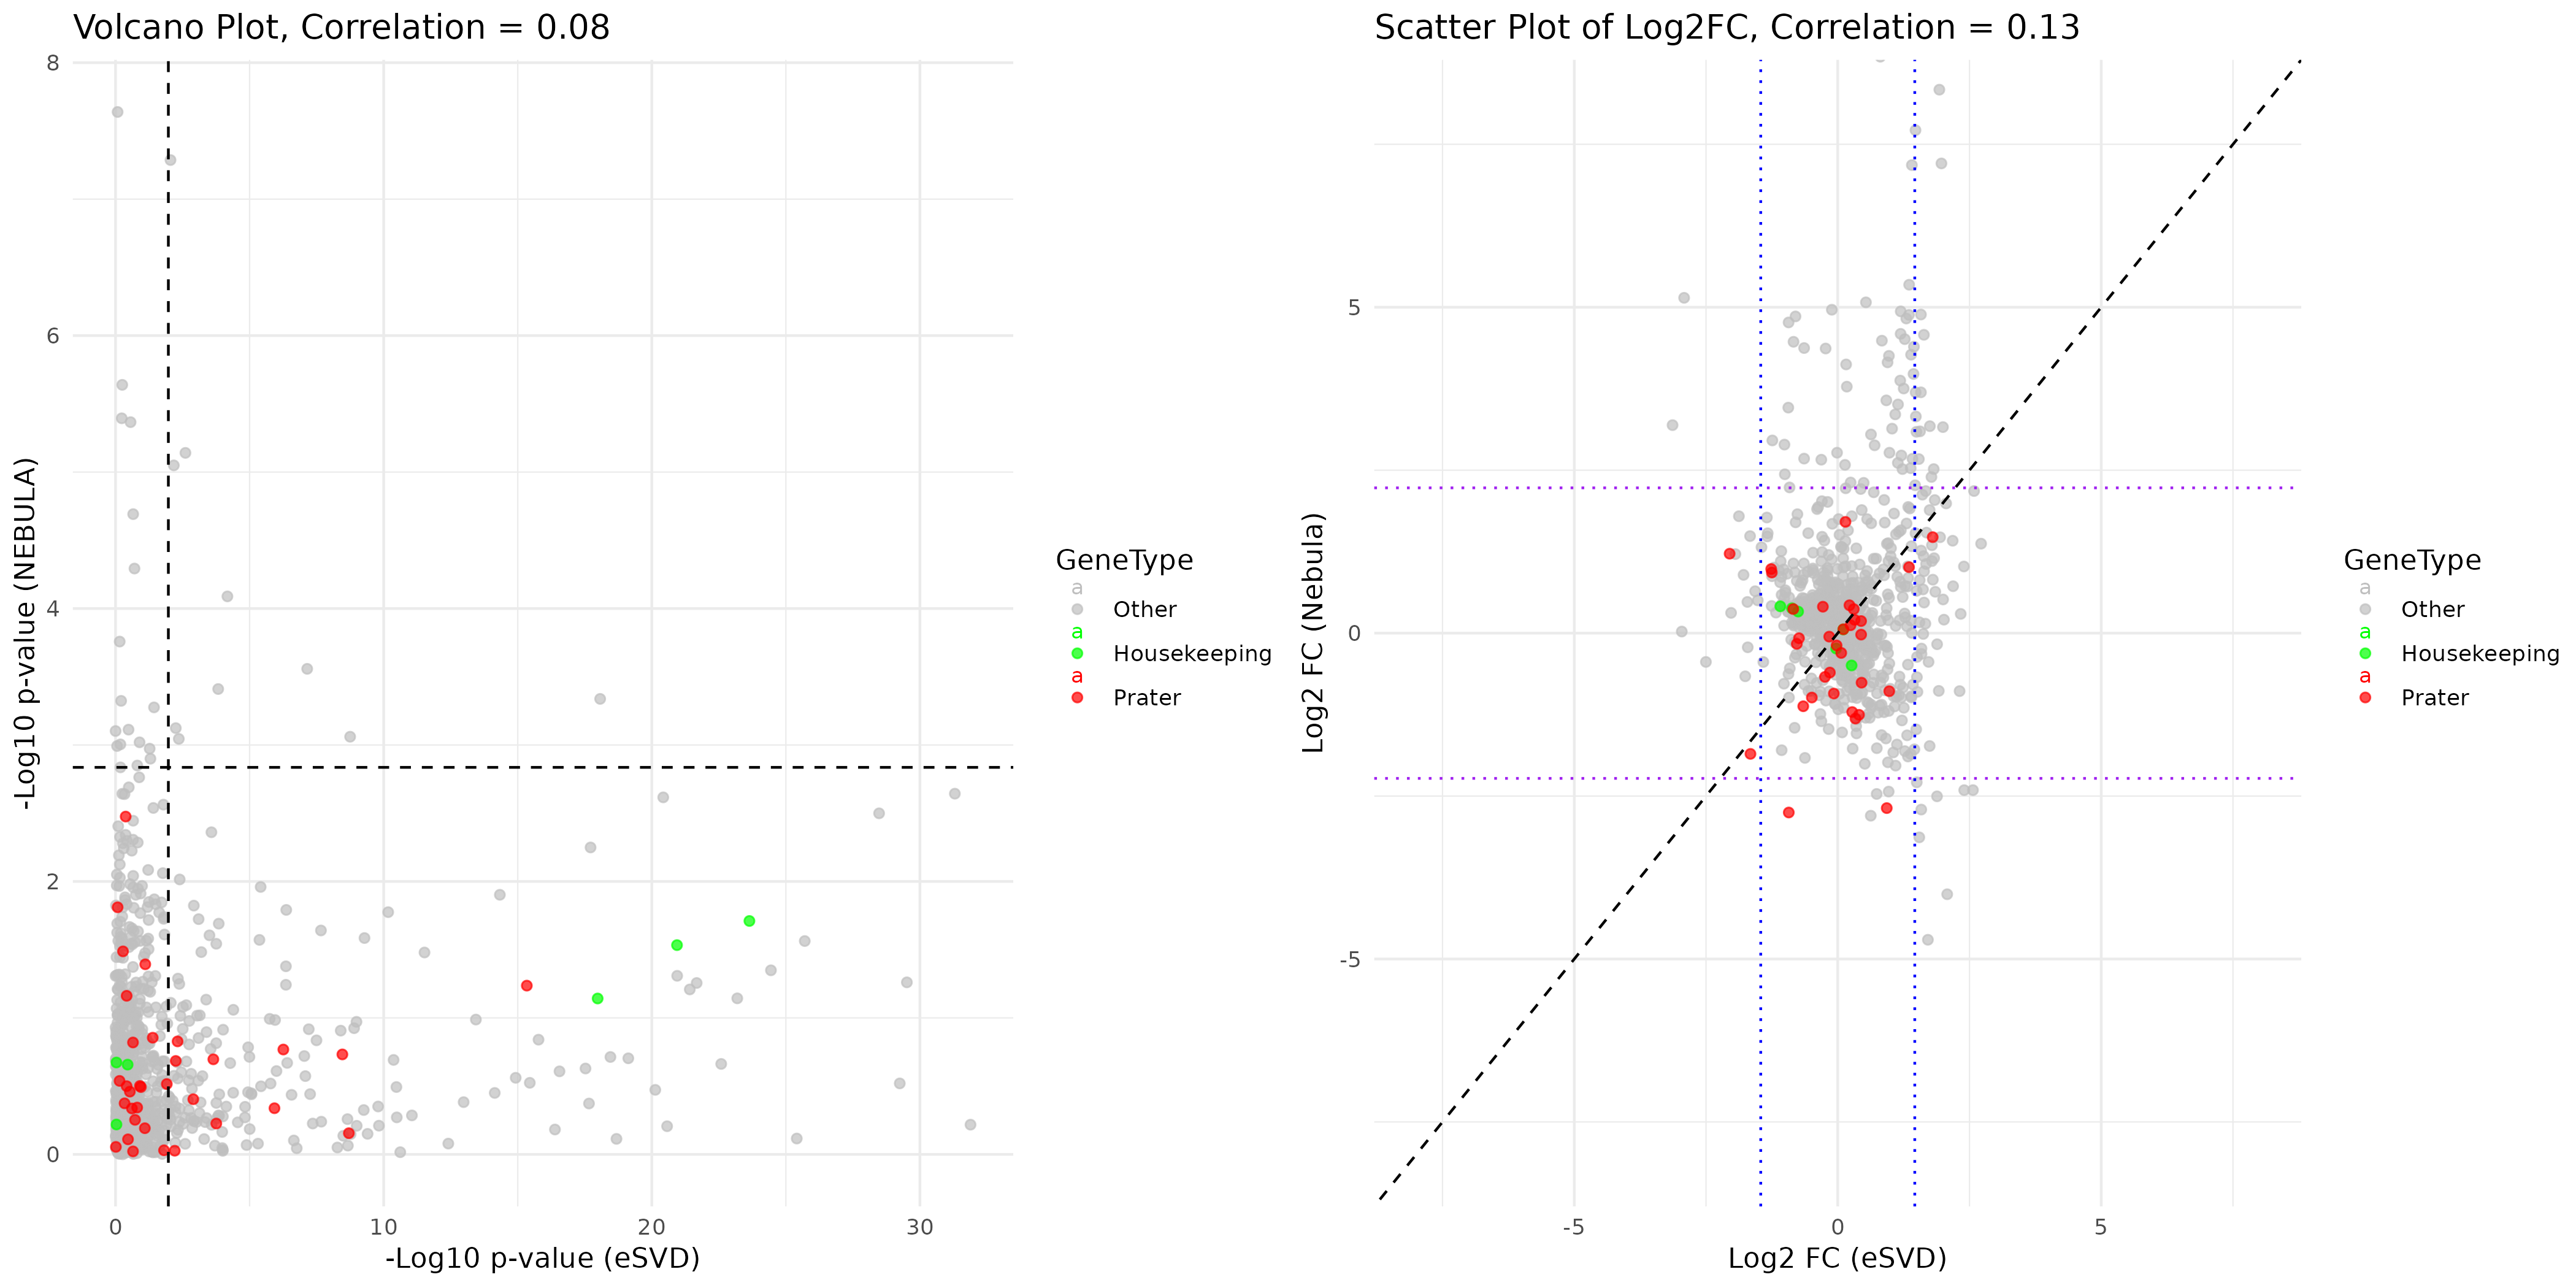 Volcano Plot, Correlation = 0.08
-Log10 p-value (NEBULA)
8
6
4
2
0
0
10
20
30
-Log10 p-value (eSVD)
GeneType
a
Other
a
Housekeeping
a
Prater
Scatter Plot of Log2FC, Correlation = 0.13
Log2 FC (Nebula)
5
0
-5
-5
0
5
Log2 FC (eSVD)
GeneType
a
Other
a
Housekeeping
a
Prater